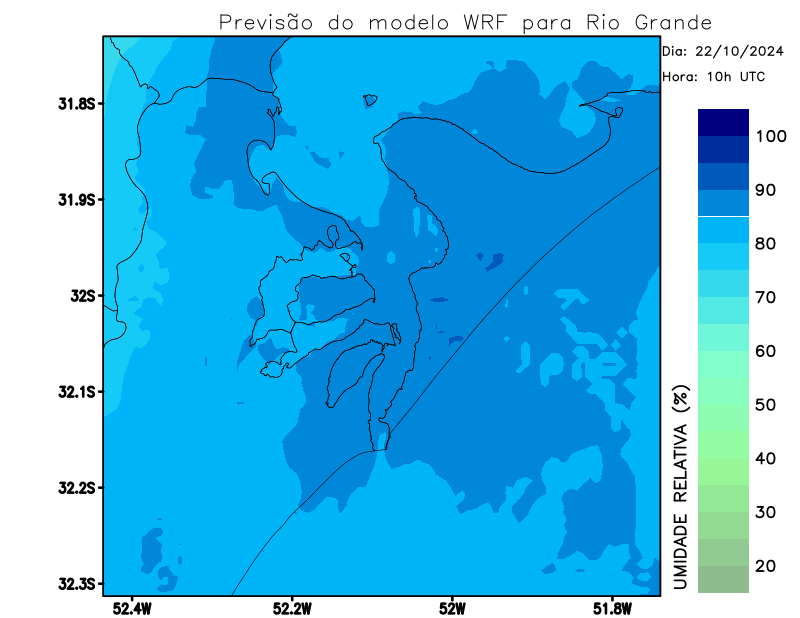 Previsão do modelo WRF para Rio Grande
Dia: 22/10/2024
Hora: 10h UTC
31.8S
31.9S
32S
32.1S
32.2S
32.3S
52.4W
52.2W
52W
51.8W
100
90
80
70
60
50
40
30
20
UMIDADE RELATIVA (%)